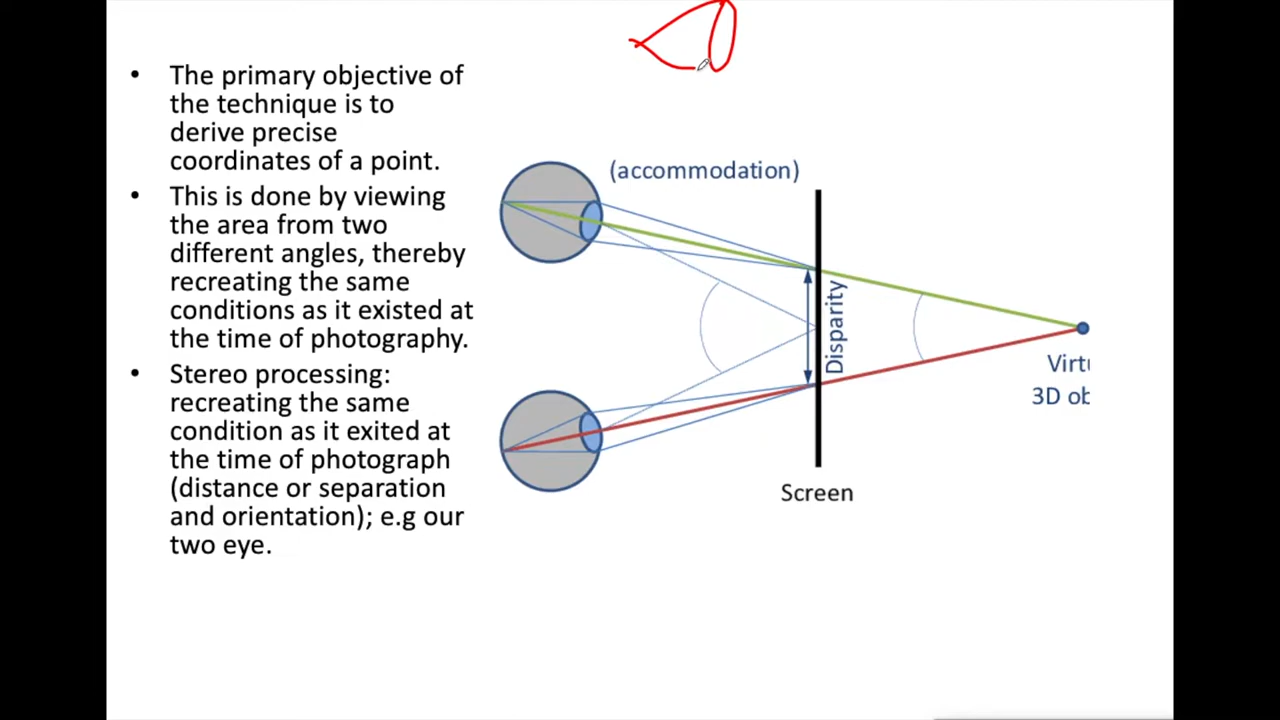 • The primary objective of
the technique is to
derive precise
coordinates of a point.
• This is done by viewing
the area from two
different angles, thereby
recreating the same
conditions as it existed at
the time of photography.
• Stereo processing:
recreating the same
condition as it exited at
the time of photograph
(distance or separation
and orientation); e.g our
two eye.
(accommodation)
Disparity
3D ob
Screen